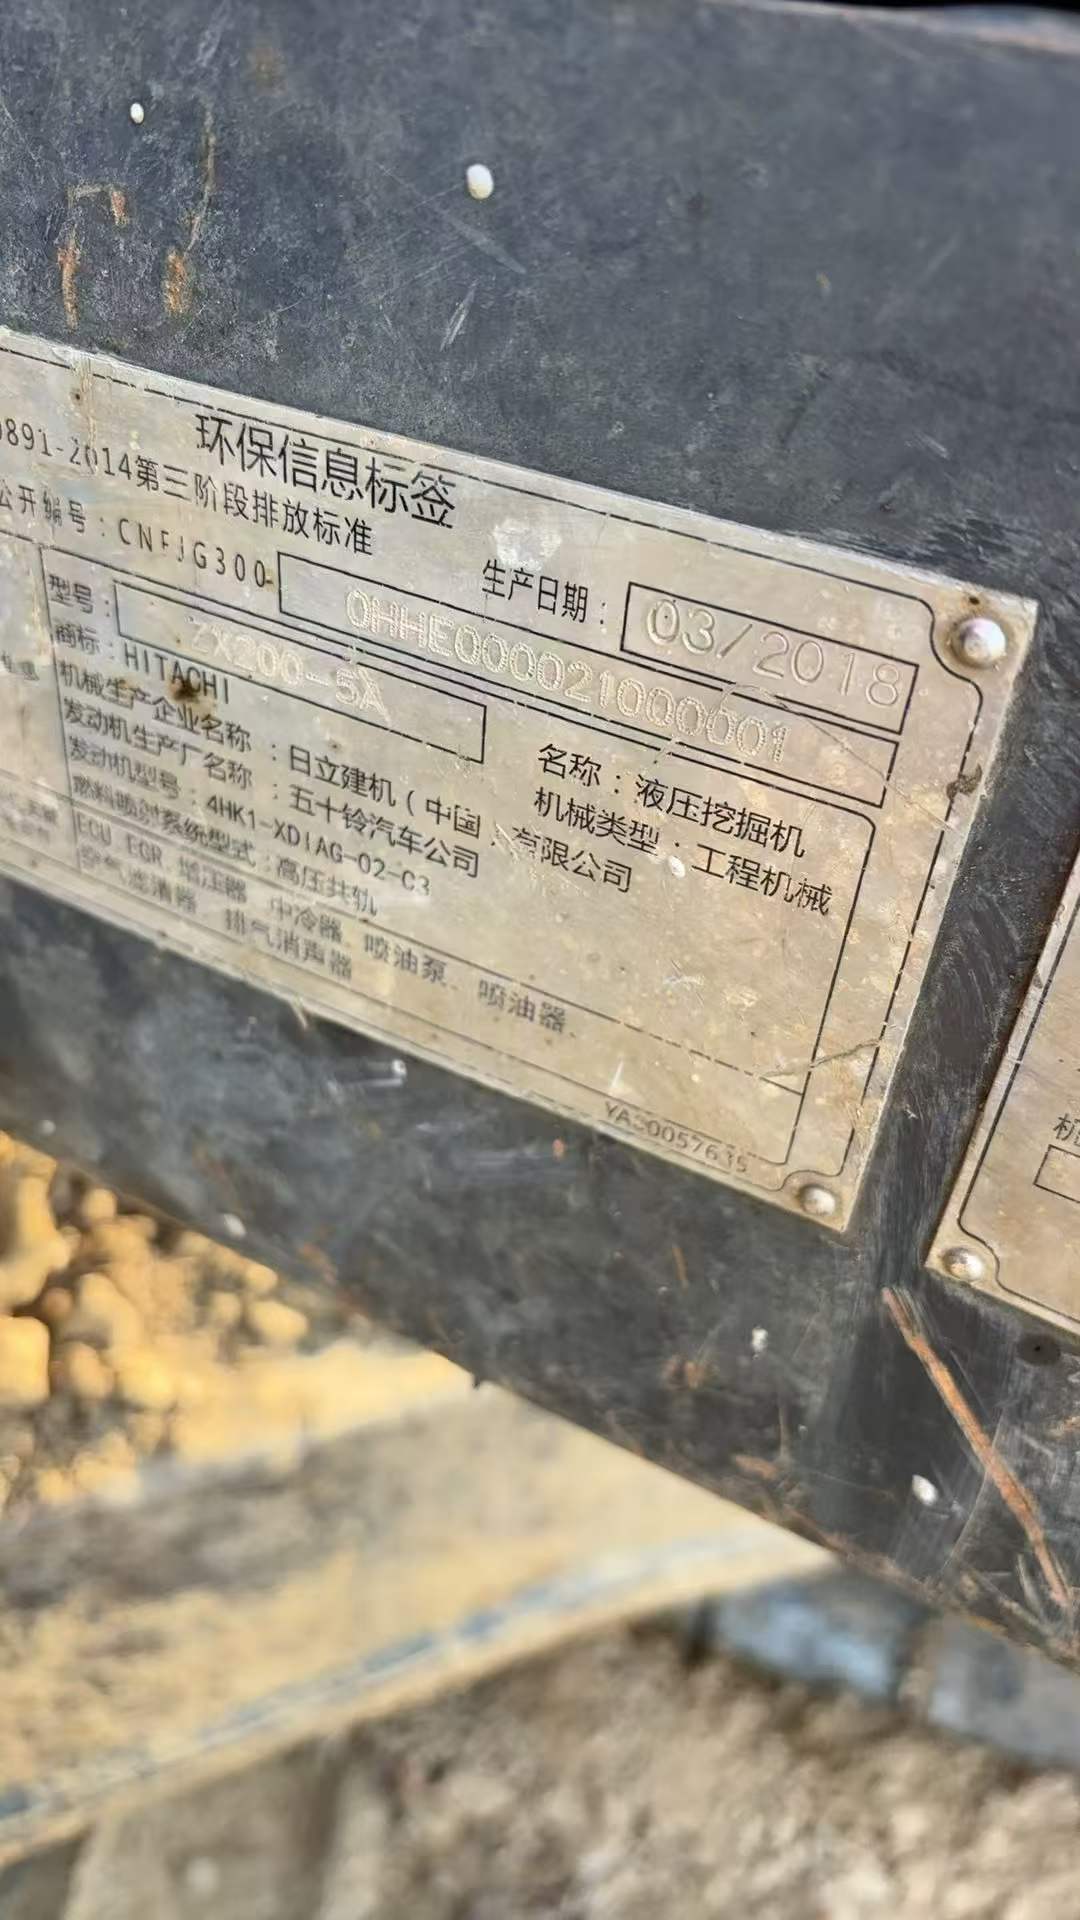 环保信息标签
891-2014第三阶段排放标准
公开编号：CNFJG300 0HHE000021000001
生产日期：03/2018
型号：ZX200-5A
名称：液压挖掘机
商标：HITACHI
机械类型：工程机械
机械生产企业名称：日立建机（中国）有限公司
发动机生产厂名称：五十铃汽车公司
发动机型号：4HK1-XDIAG-02-C3
燃料喷射系统型式：高压共轨
ECU、EGR、增压器、中冷器、喷油泵、喷油器、
空气滤清器、排气消声器